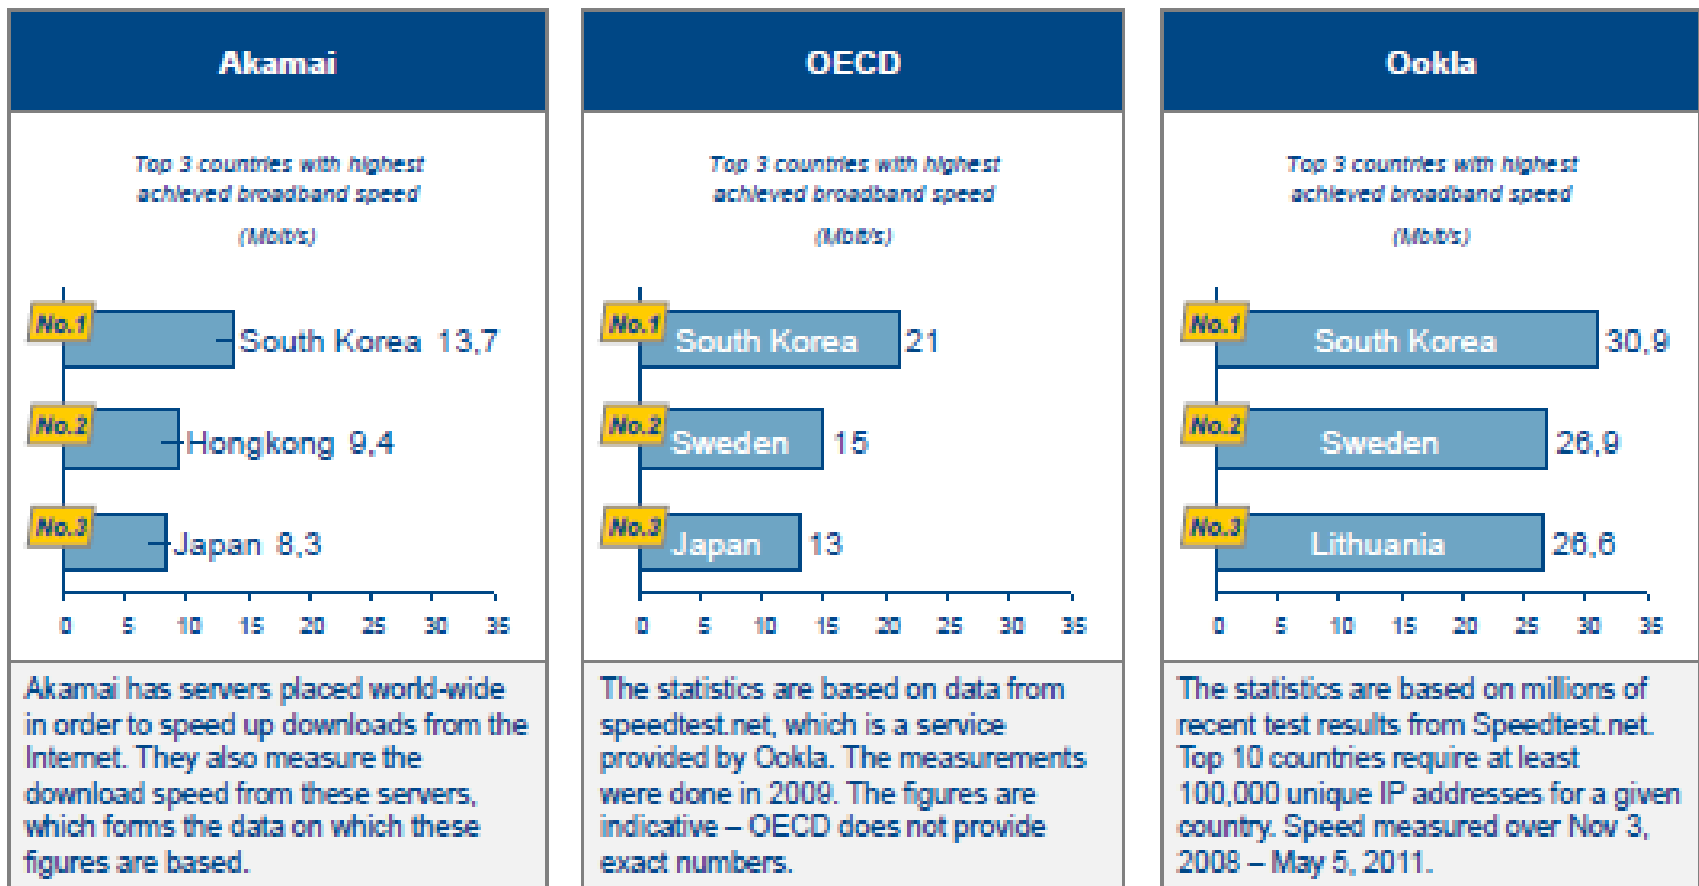 Akamai
Top 3 countries with highest
achieved broadband speed
(Mbit/s)
No.1
South Korea 13,7
No.2
Hongkong 9,4
No.3
Japan 8,3
0 5 10 15 20 25 30 35
Akamai has servers placed world-wide
in order to speed up downloads from the
Internet. They also measure the
download speed from these servers,
which forms the data on which these
figures are based.
OECD
Top 3 countries with highest
achieved broadband speed
(Mbit/s)
No.1
South Korea 21
No.2
Sweden 15
No.3
Japan 13
0 5 10 15 20 25 30 35
The statistics are based on data from
speedtest.net, which is a service
provided by Ookla. The measurements
were done in 2009. The figures are
indicative – OECD does not provide
exact numbers.
Ookla
Top 3 countries with highest
achieved broadband speed
(Mbit/s)
No.1
South Korea 30,9
No.2
Sweden 26,9
No.3
Lithuania 26,6
0 5 10 15 20 25 30 35
The statistics are based on millions of
recent test results from Speedtest.net.
Top 10 countries require at least
100,000 unique IP addresses for a given
country. Speed measured over Nov 3,
2008 – May 5, 2011.